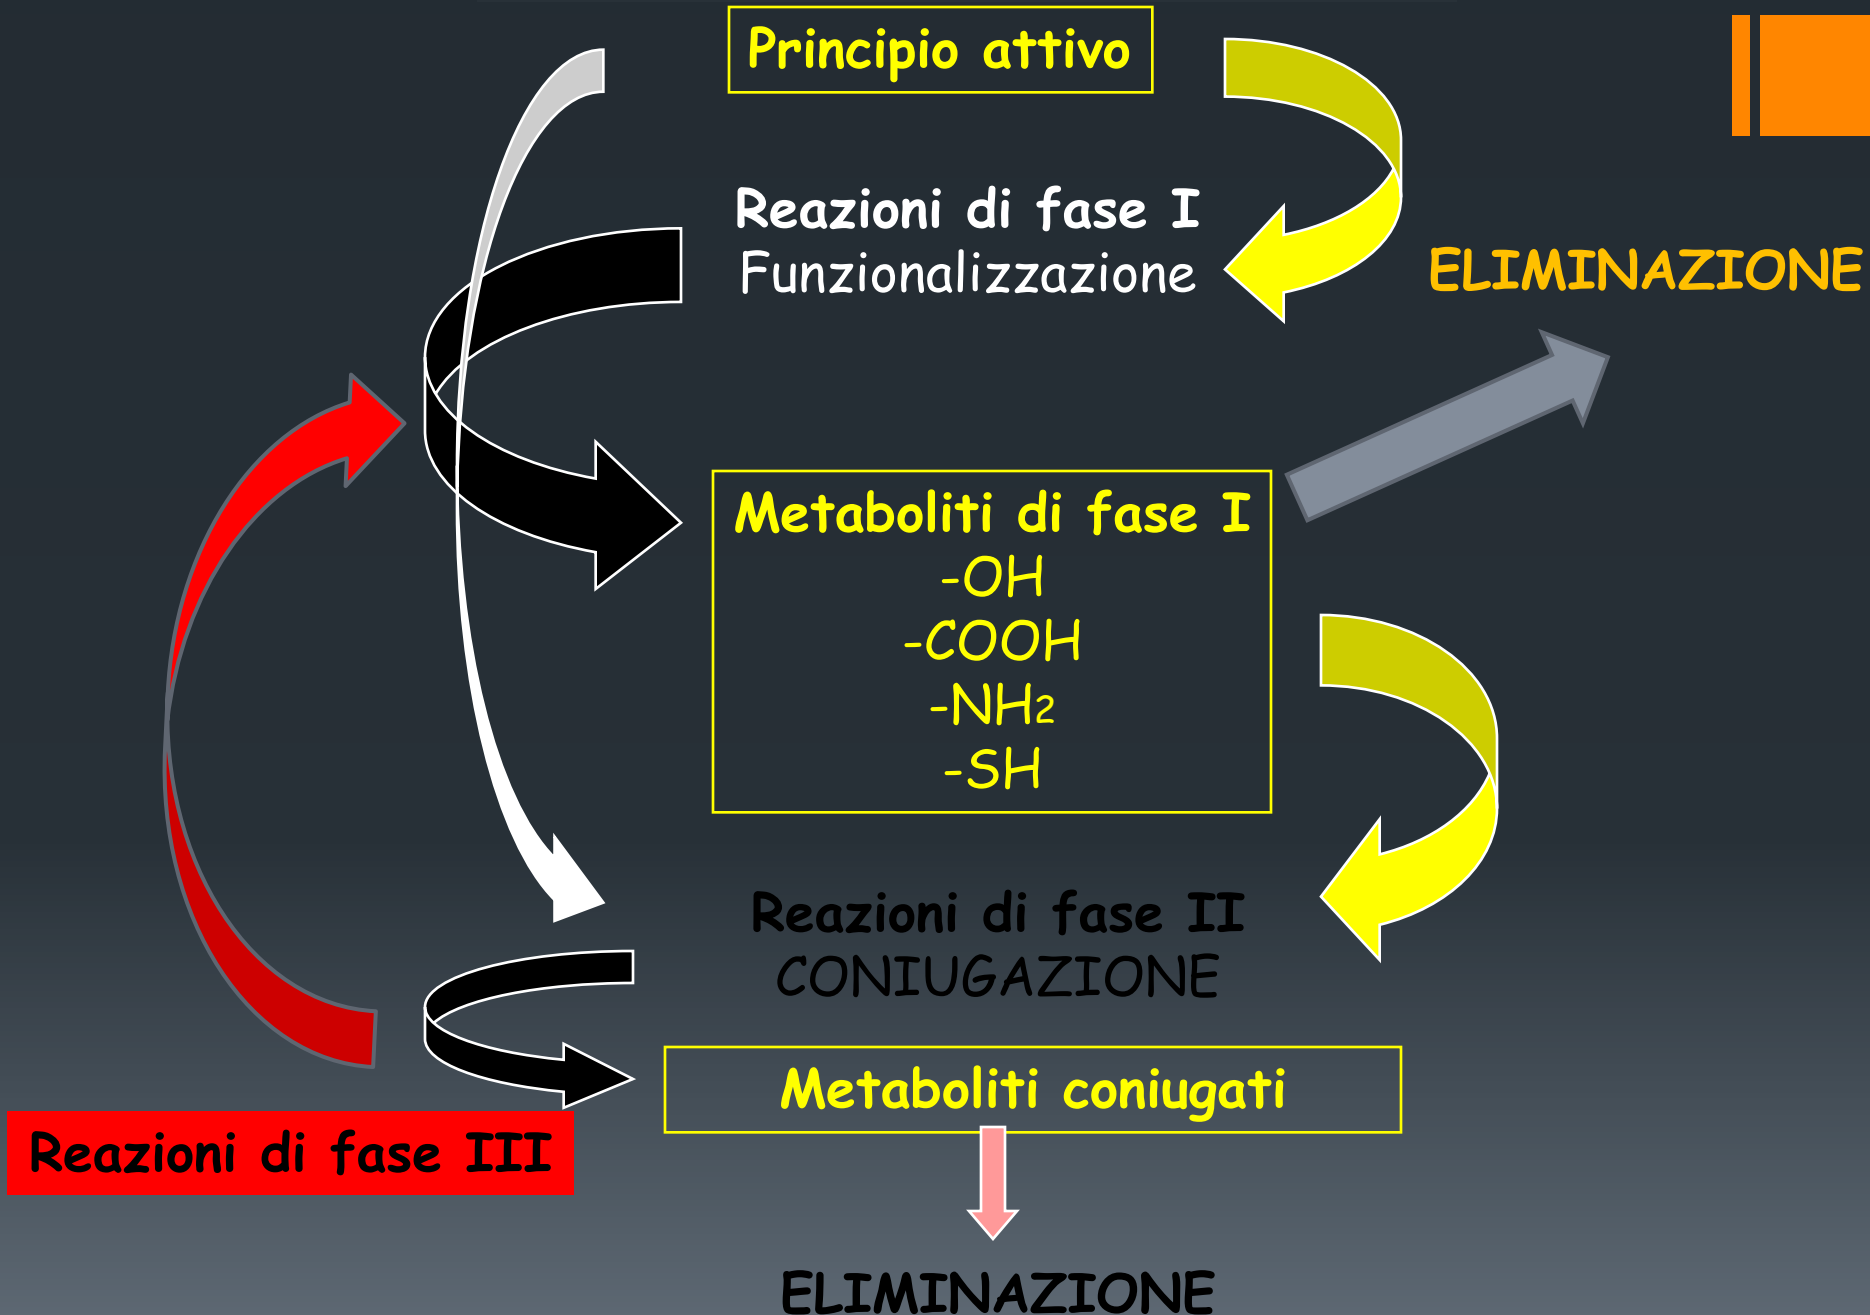 Principio attivo
Reazioni di fase I
Funzionalizzazione
ELIMINAZIONE
Metaboliti di fase I
-OH
-COOH
-NH2
-SH
Reazioni di fase II
CONIUGAZIONE
Metaboliti coniugati
Reazioni di fase III
ELIMINAZIONE